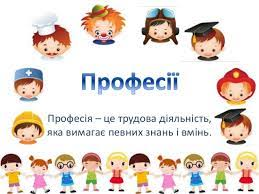 Професії
Професія – це трудова діяльність,
яка вимагає певних знань і вмінь.